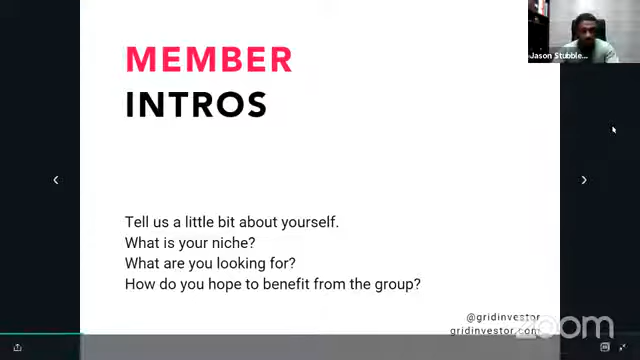 MEMBER
INTROS
Jason Stubble...
Tell us a little bit about yourself.
What is your niche?
What are you looking for?
How do you hope to benefit from the group?
@gridinvestor
gridinvestor.com
zoom